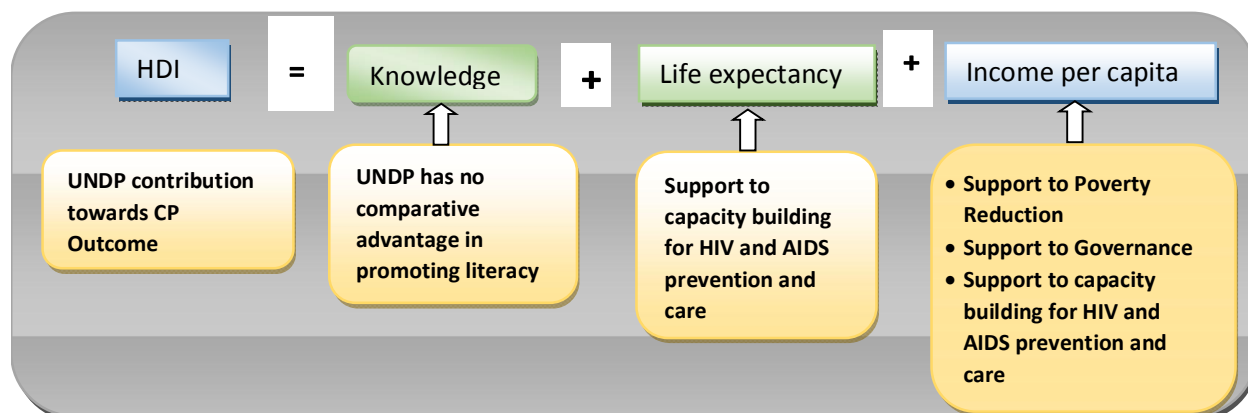 HDI
=
Knowledge
+
Life expectancy
+
Income per capita
UNDP contribution
towards CP
Outcome
UNDP has no
comparative
advantage in
promoting literacy
Support to
capacity building
for HIV and AIDS
prevention and
care
• Support to Poverty
Reduction
• Support to Governance
• Support to capacity
building for HIV and
AIDS prevention and
care